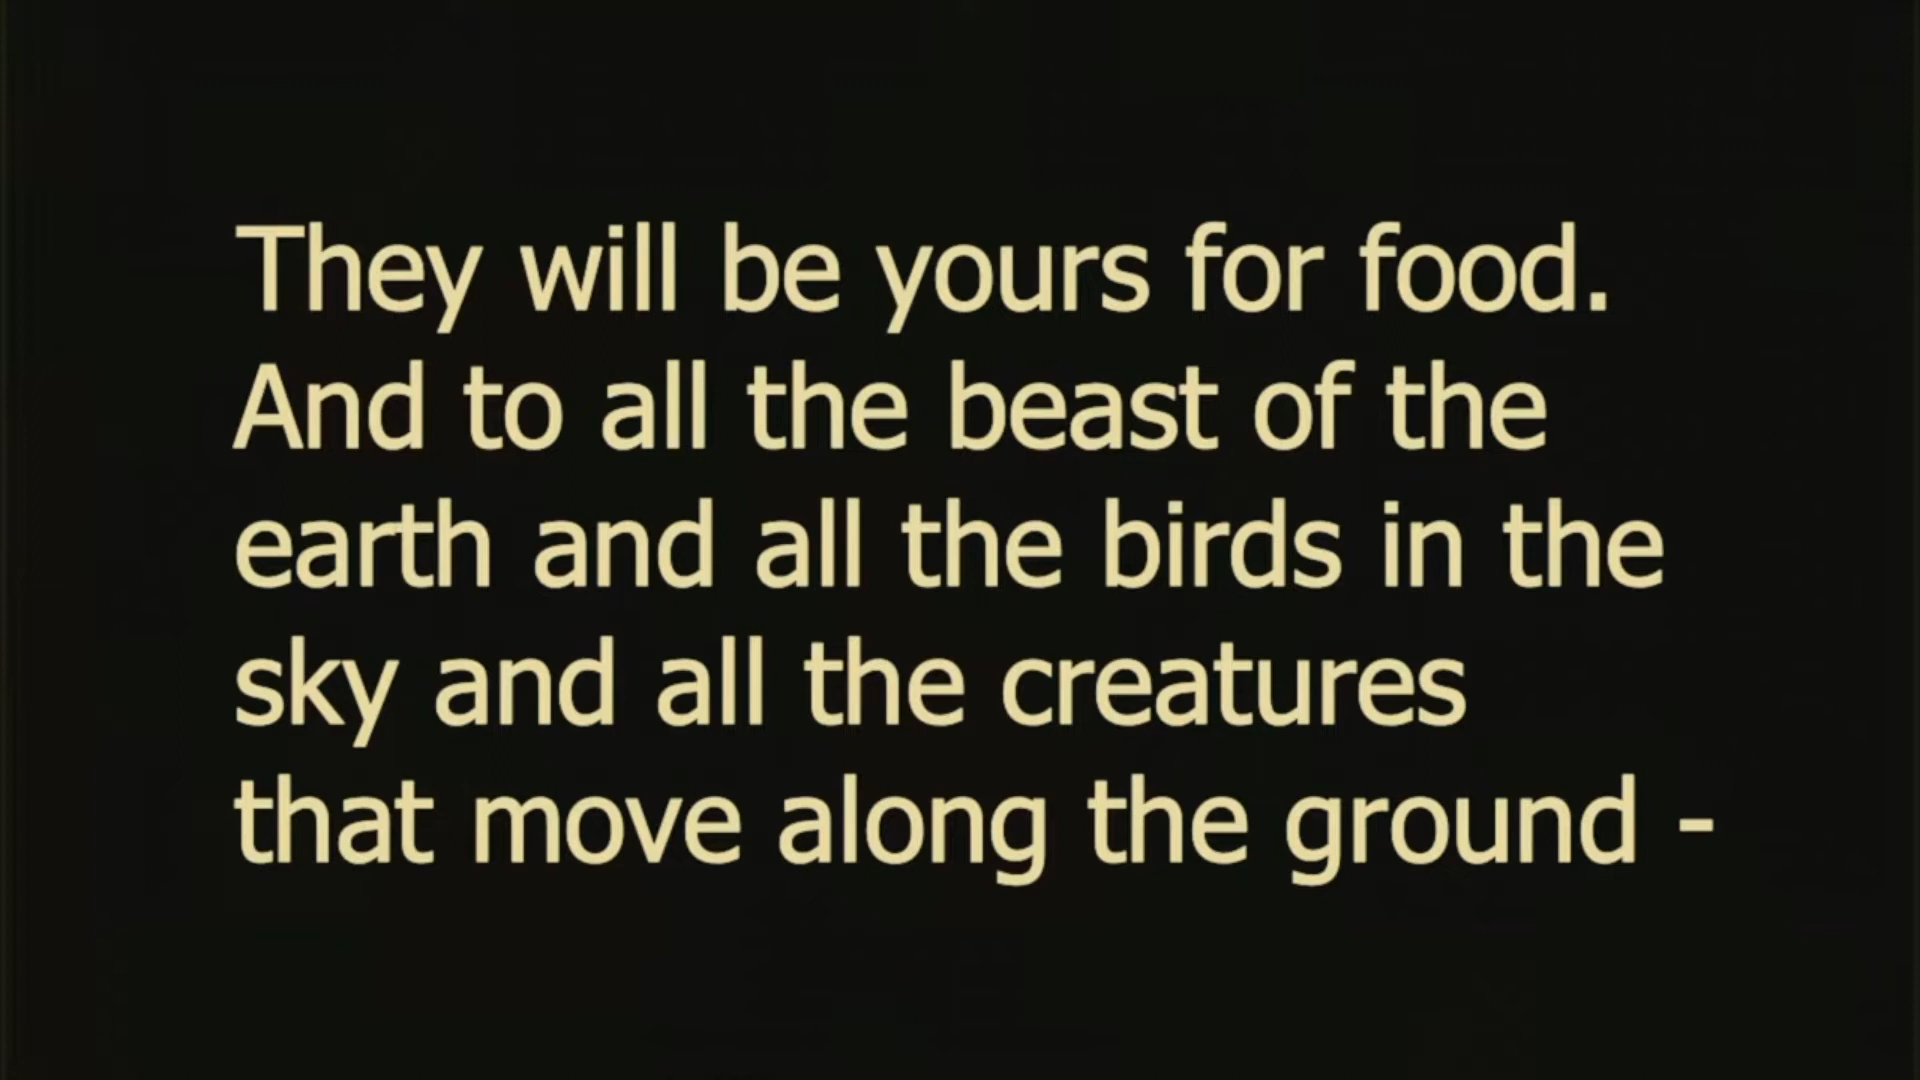 They will be yours for food.
And to all the beast of the
earth and all the birds in the
sky and all the creatures
that move along the ground -